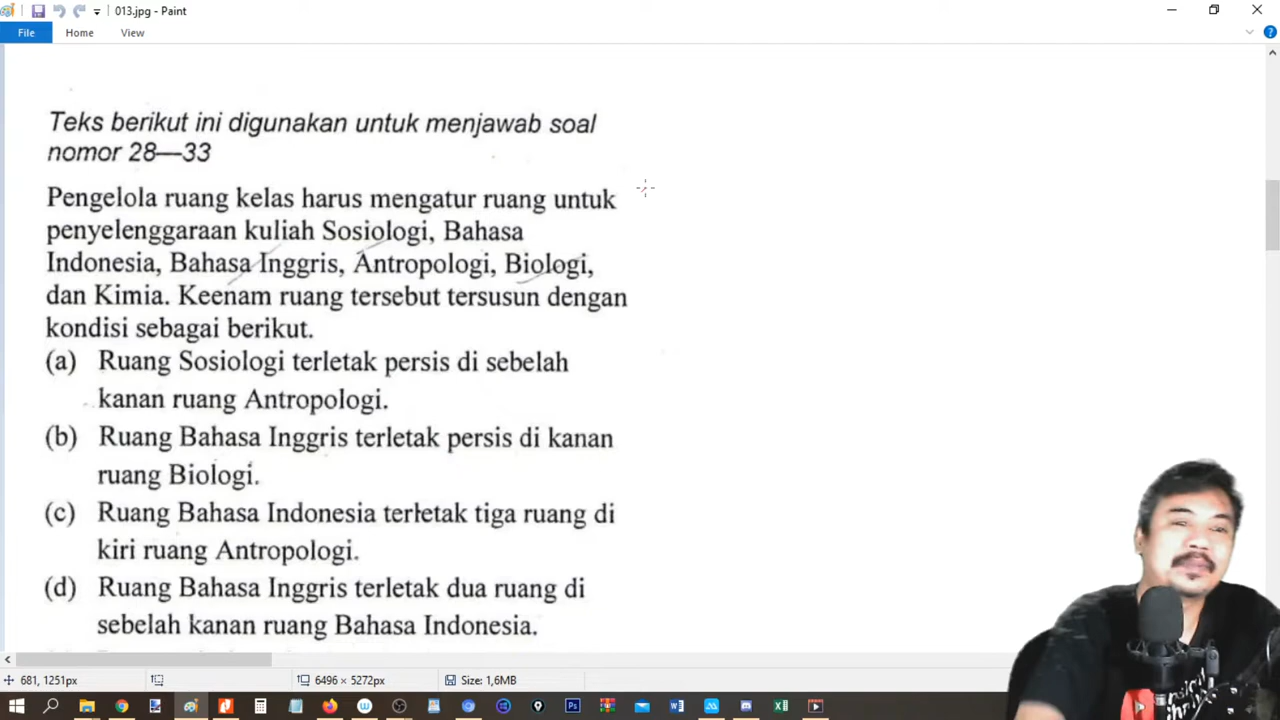 013.jpg - Paint
File Home View
Teks berikut ini digunakan untuk menjawab soal
nomor 28—33
Pengelola ruang kelas harus mengatur ruang untuk
penyelenggaraan kuliah Sosiologi, Bahasa
Indonesia, Bahasa Inggris, Antropologi, Biologi,
dan Kimia. Keenam ruang tersebut tersusun dengan
kondisi sebagai berikut.
(a) Ruang Sosiologi terletak persis di sebelah
kanan ruang Antropologi.
(b) Ruang Bahasa Inggris terletak persis di kanan
ruang Biologi.
(c) Ruang Bahasa Indonesia terletak tiga ruang di
kiri ruang Antropologi.
(d) Ruang Bahasa Inggris terletak dua ruang di
sebelah kanan ruang Bahasa Indonesia.
681, 1251px 6496 × 5272px Size: 1,6MB